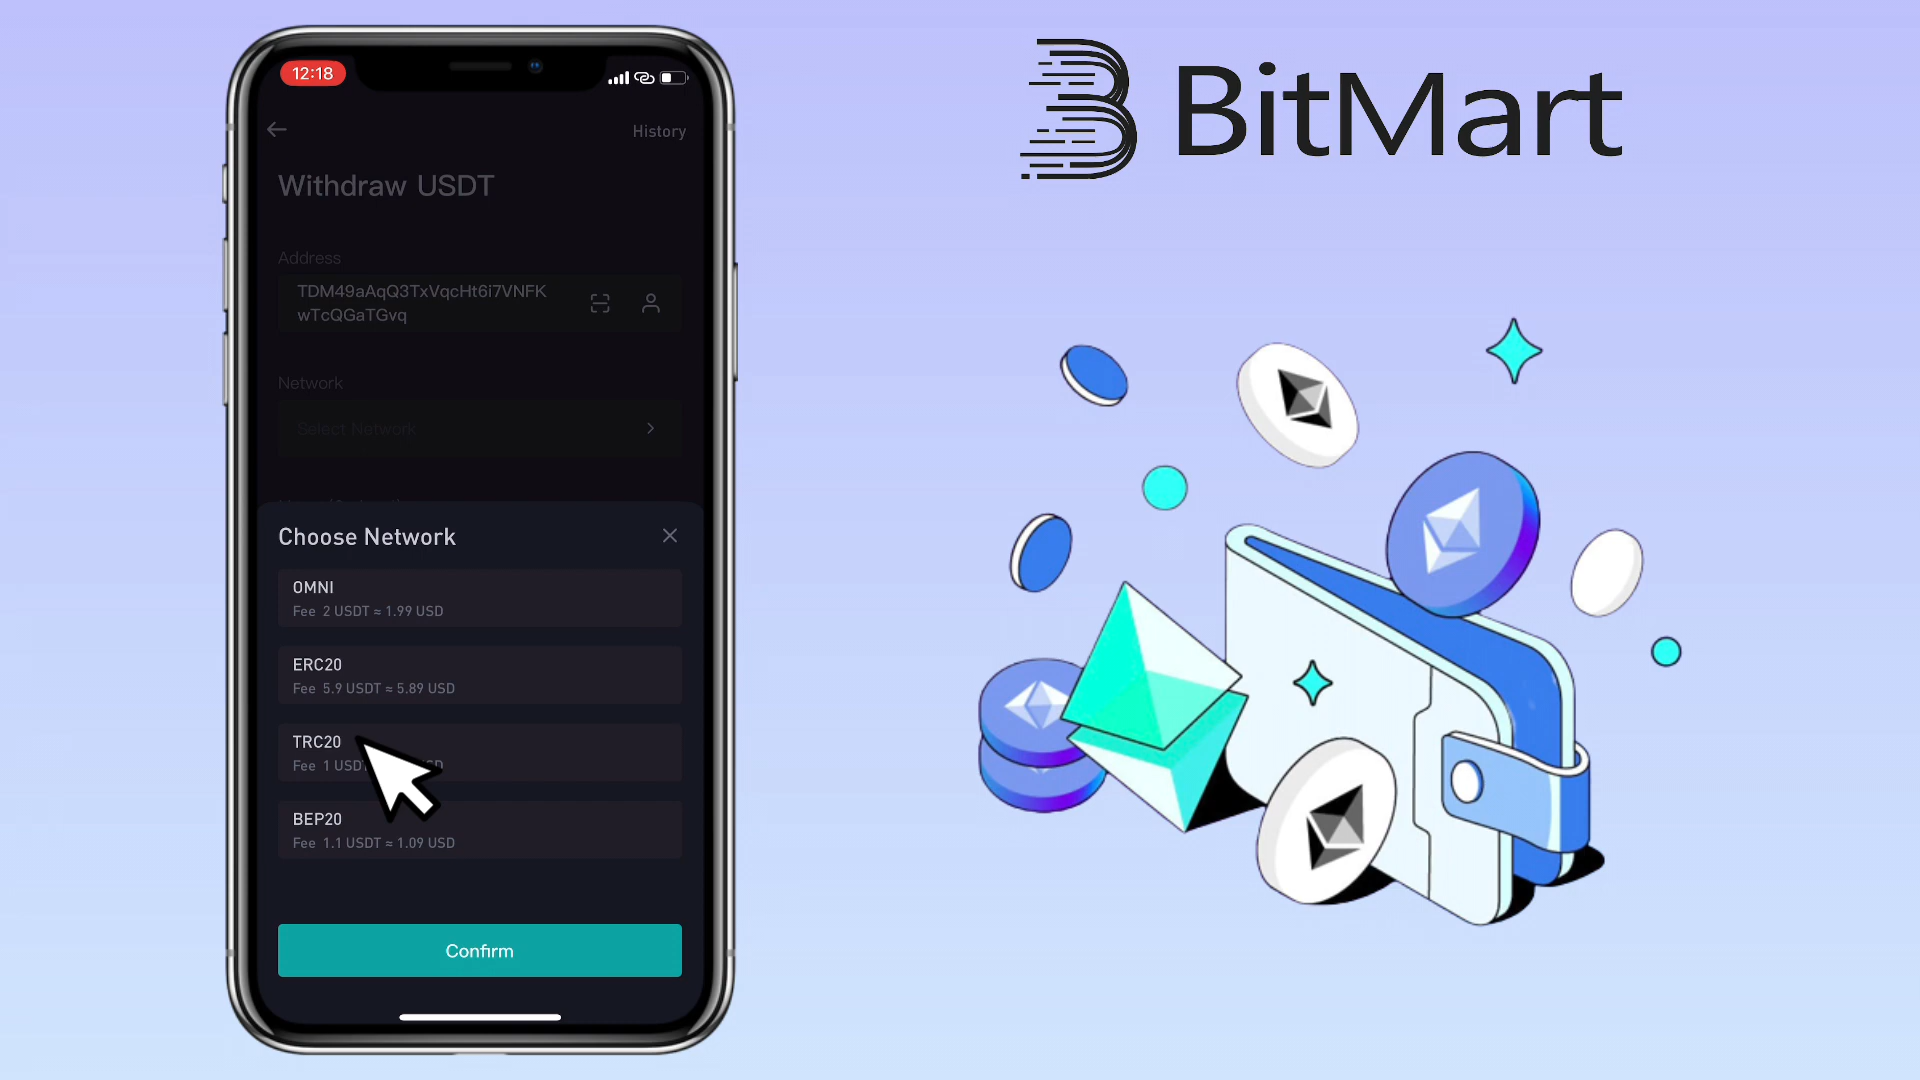 12:18
History
Withdraw USDT
Address
TDM49aAqQ3TxVqcHt6i7VNFK
wTcQGaTGvq
Network
Select Network
Choose Network
OMNI
Fee 2 USDT ≈ 1.99 USD
ERC20
Fee 5.9 USDT ≈ 5.89 USD
TRC20
Fee 1
BEP20
Fee 1.1 USDT ≈ 1.09 USD
Confirm
BitMart